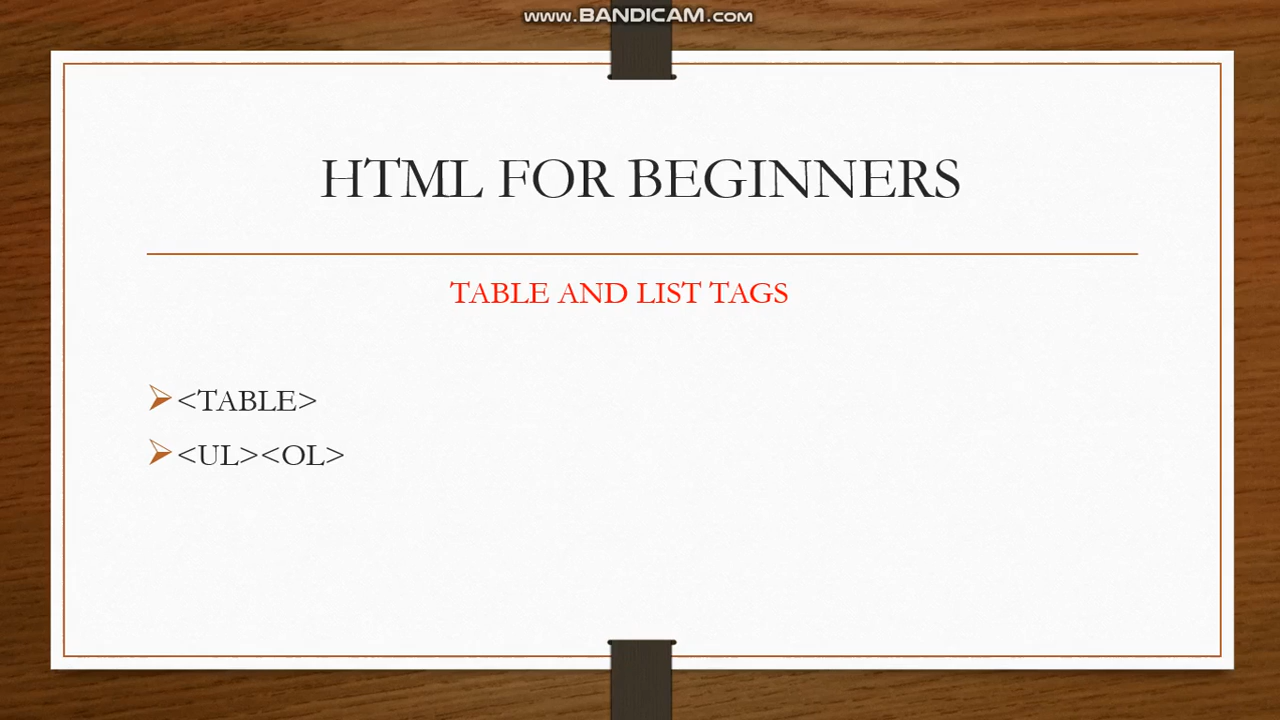 www.BANDICAM.com
HTML FOR BEGINNERS
TABLE AND LIST TAGS
<TABLE>
<UL><OL>